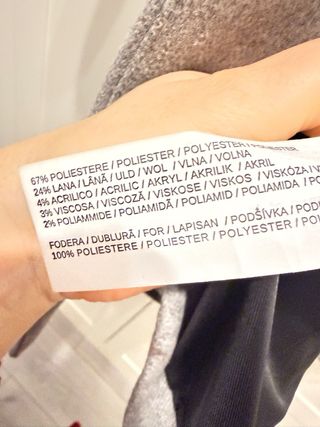 67% POLIESTERE / POLIESTER / POLYESTER / POLYESTER
24% LANA / LÂNĂ / ULD / WOL / VLNA / VOLNA
4% ACRILICO / ACRILIC / AKRYL / AKRILIK / AKRIL
3% VISCOSA / VISCOZĂ / VISKOSE / VISKOS / VISKÓZA /
2% POLIAMMIDE / POLIAMIDĂ / POLIAMID / POLIAMIDA /
FODERA / DUBLURĂ / FOR / LAPISAN / PODŠÍVKA /
100% POLIESTERE / POLIESTER / POLYESTER /